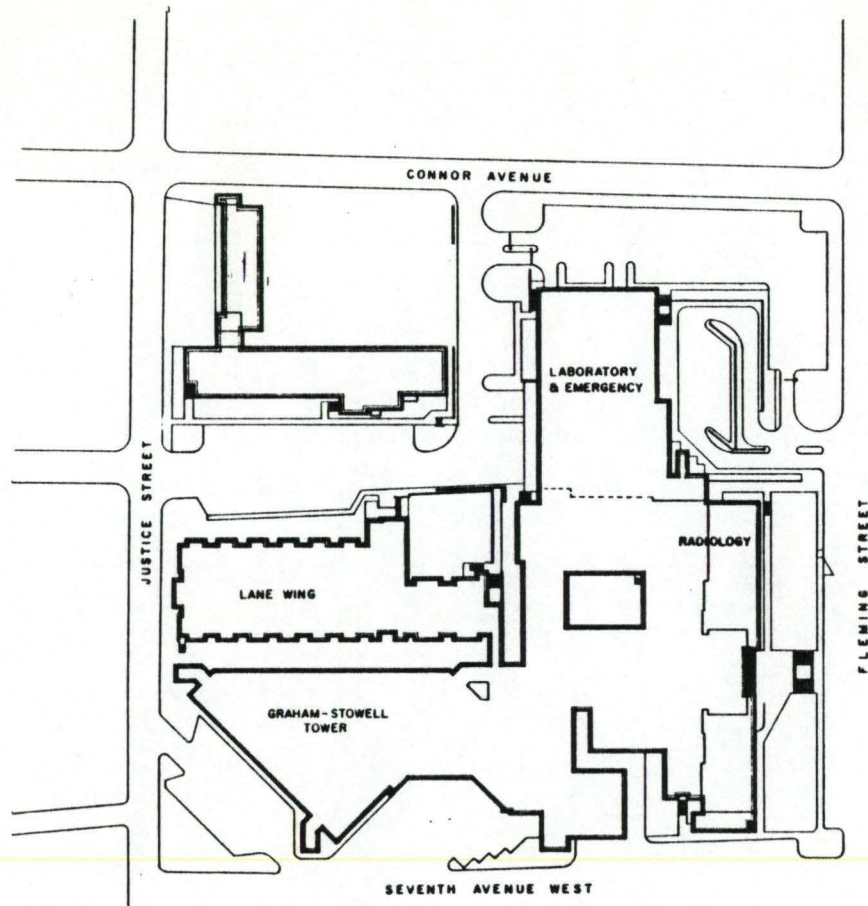 CONNOR AVENUE
LABORATORY
& EMERGENCY
JUSTICE STREET
RADIOLOGY
FLEMING STREET
LANE WING
GRAHAM-STOWELL
TOWER
SEVENTH AVENUE WEST